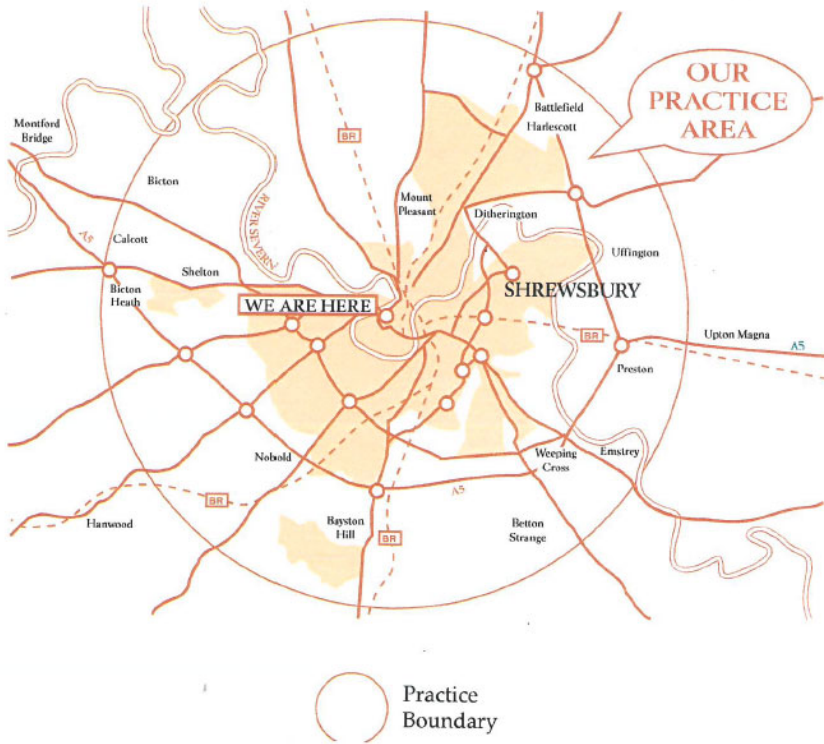 OUR
PRACTICE
AREA
Battlefield
Harlescott
Montford
Bridge
BR
Bicton
Mount
Pleasant
RIVER SEVERN
Ditherington
A5
Calcott
Uffington
Shelton
Bicton
Heath
WE ARE HERE
SHREWSBURY
BR
Upton Magna
A5
Preston
Nobold
Weeping
Cross
Emstrey
A5
BR
Hanwood
Bayston
Hill
BR
Betton
Strange
Practice
Boundary